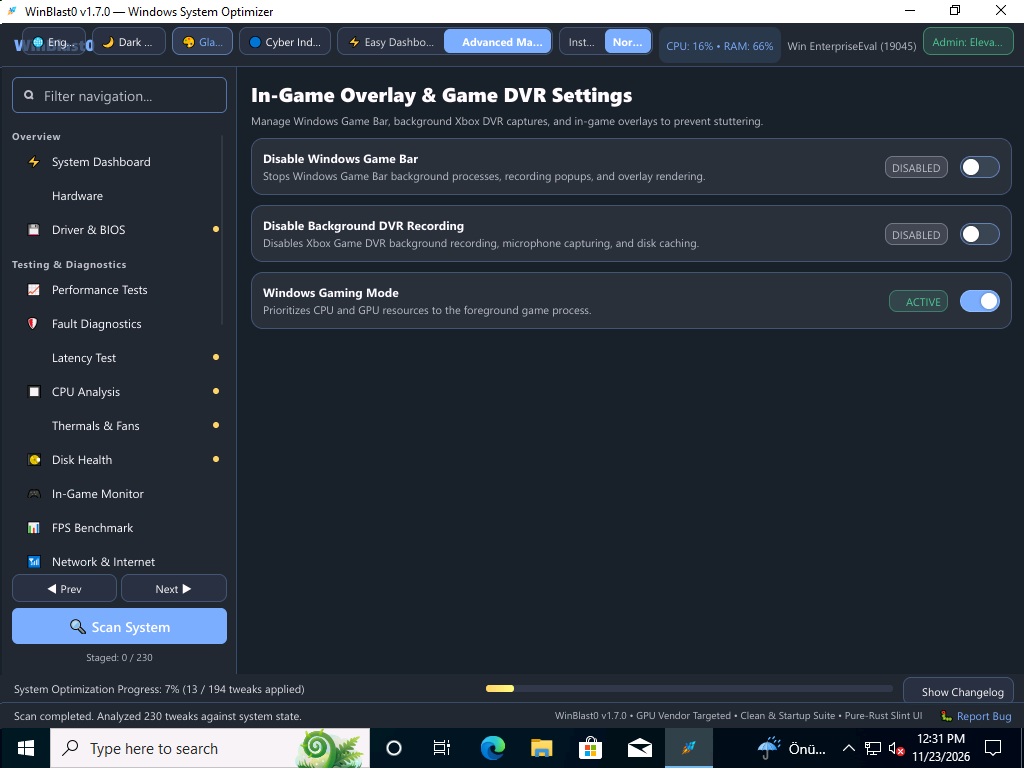 WinBlast0 v1.7.0 — Windows System Optimizer
Eng...
Dark ...
Gla...
Cyber Ind...
Easy Dashbo...
Advanced Ma...
Inst...
Nor...
CPU: 16% • RAM: 66%
Win EnterpriseEval (19045)
Admin: Eleva...
Filter navigation...
Overview
System Dashboard
Hardware
Driver & BIOS
Testing & Diagnostics
Performance Tests
Fault Diagnostics
Latency Test
CPU Analysis
Thermals & Fans
Disk Health
In-Game Monitor
FPS Benchmark
Network & Internet
◀ Prev
Next ▶
Scan System
Staged: 0 / 230
In-Game Overlay & Game DVR Settings
Manage Windows Game Bar, background Xbox DVR captures, and in-game overlays to prevent stuttering.
Disable Windows Game Bar
Stops Windows Game Bar background processes, recording popups, and overlay rendering.
DISABLED
Disable Background DVR Recording
Disables Xbox Game DVR background recording, microphone capturing, and disk caching.
DISABLED
Windows Gaming Mode
Prioritizes CPU and GPU resources to the foreground game process.
ACTIVE
System Optimization Progress: 7% (13 / 194 tweaks applied)
Show Changelog
Scan completed. Analyzed 230 tweaks against system state.
WinBlast0 v1.7.0 • GPU Vendor Targeted • Clean & Startup Suite • Pure-Rust Slint UI
Report Bug
Type here to search
Önü...
12:31 PM
11/23/2026